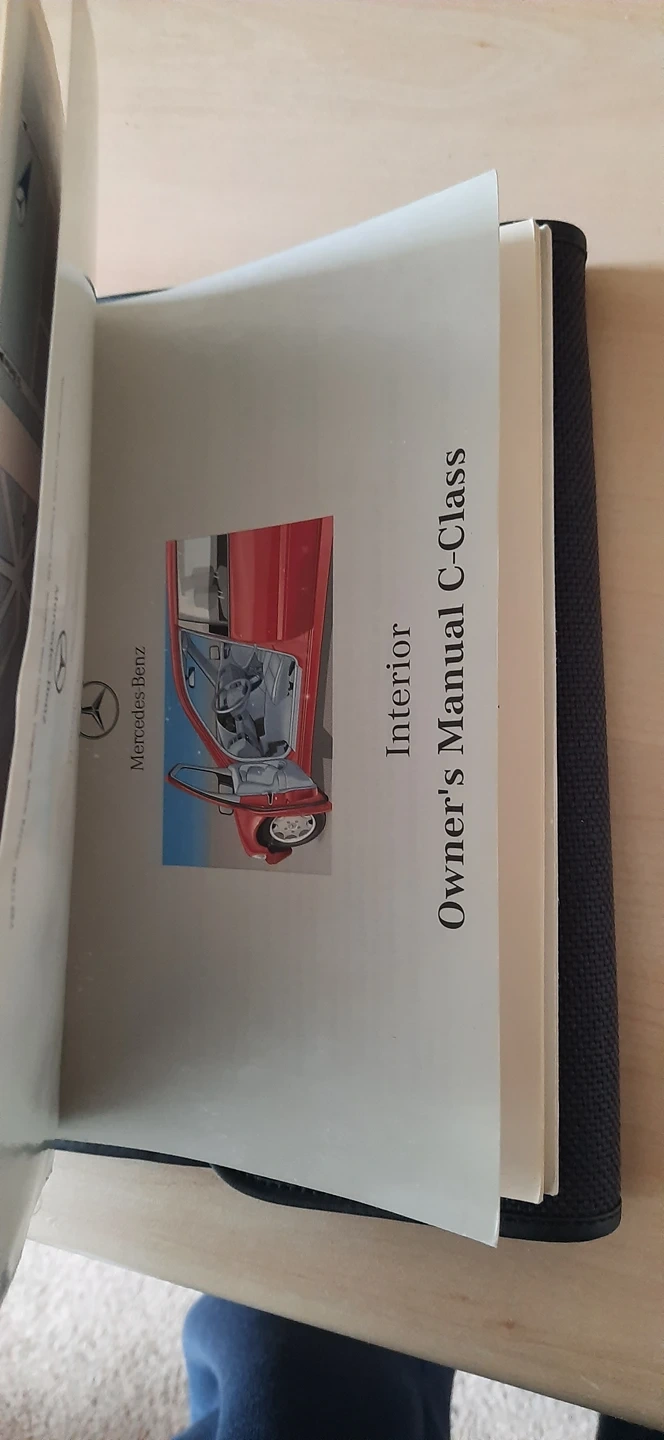 Mercedes-Benz
Interior
Owner's Manual C-Class